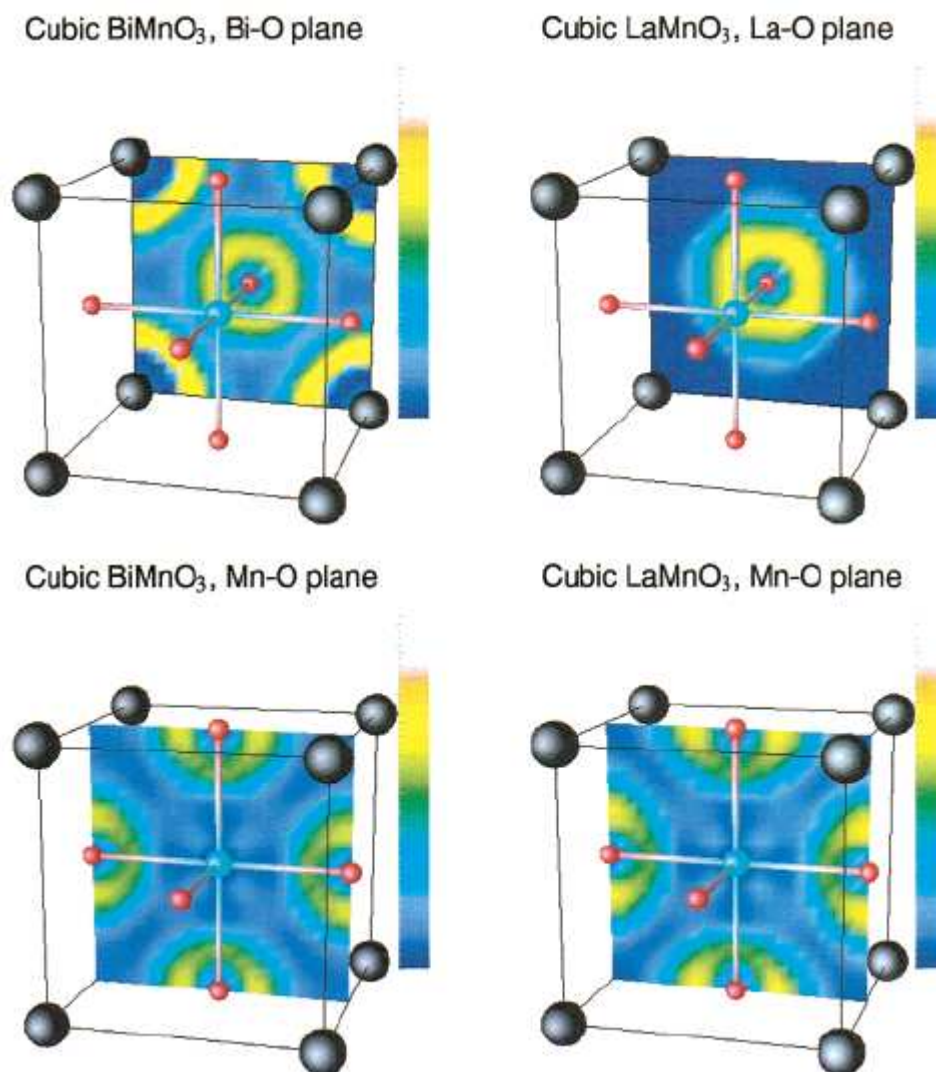 Cubic BiMnO₃, Bi-O plane
Cubic LaMnO₃, La-O plane
Cubic BiMnO₃, Mn-O plane
Cubic LaMnO₃, Mn-O plane